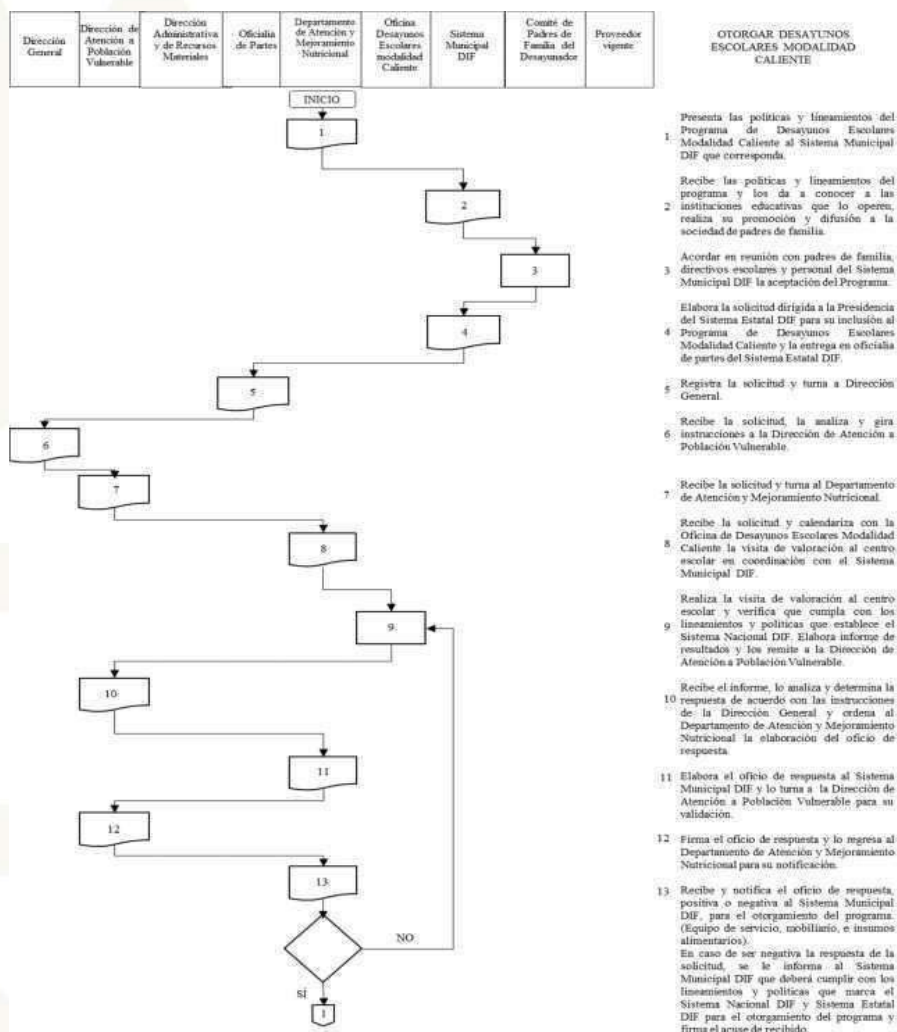 Dirección
General
Dirección de
Atención a
Población
Vulnerable
Dirección
Administrativa
y de Recursos
Materiales
Oficialia
de Partes
Departamento
de Atención y
Mejoramiento
Nutricional
Oficina
Desayunos
Escolares
modalidad
Caliente
Sistema
Municipal
DIF
Comité de
Padres de
Familia del
Desayunador
Proveedor
vigente
OTORGAR DESAYUNOS
ESCOLARES MODALIDAD
CALIENTE
INICIO
1
2
3
4
5
6
7
8
9
10
11
12
13
NO
SÍ
1
1 Presenta las políticas y lineamientos del
Programa de Desayunos Escolares
Modalidad Caliente al Sistema Municipal
DIF que corresponda.
2 Recibe las políticas y lineamientos del
programa y los da a conocer a las
instituciones educativas que lo operen,
realiza su promoción y difusión a la
sociedad de padres de familia.
3 Acordar en reunión con padres de familia,
directivos escolares y personal del Sistema
Municipal DIF la aceptación del Programa.
4 Elabora la solicitud dirigida a la Presidencia
del Sistema Estatal DIF para su inclusión al
Programa de Desayunos Escolares
Modalidad Caliente y la entrega en oficialia
de partes del Sistema Estatal DIF.
5 Registra la solicitud y turna a Dirección
General.
6 Recibe la solicitud, la analiza y gira
instrucciones a la Dirección de Atención a
Población Vulnerable.
7 Recibe la solicitud y turna al Departamento
de Atención y Mejoramiento Nutricional.
8 Recibe la solicitud y calendariza con la
Oficina de Desayunos Escolares Modalidad
Caliente la visita de valoración al centro
escolar en coordinación con el Sistema
Municipal DIF.
9 Realiza la visita de valoración al centro
escolar y verifica que cumpla con los
lineamientos y políticas que establece el
Sistema Nacional DIF. Elabora informe de
resultados y los remite a la Dirección de
Atención a Población Vulnerable.
10 Recibe el informe, lo analiza y determina la
respuesta de acuerdo con las instrucciones
de la Dirección General y ordena al
Departamento de Atención y Mejoramiento
Nutricional la elaboración del oficio de
respuesta.
11 Elabora el oficio de respuesta al Sistema
Municipal DIF y lo turna a la Dirección de
Atención a Población Vulnerable para su
validación.
12 Firma el oficio de respuesta y lo regresa al
Departamento de Atención y Mejoramiento
Nutricional para su notificación.
13 Recibe y notifica el oficio de respuesta,
positiva o negativa al Sistema Municipal
DIF, para el otorgamiento del programa.
(Equipo de servicio, mobiliario, e insumos
alimentarios).
En caso de ser negativa la respuesta de la
solicitud, se le informa al Sistema
Municipal DIF que deberá cumplir con los
lineamientos y políticas que marca el
Sistema Nacional DIF y Sistema Estatal
DIF para el otorgamiento del programa y
firma el acuse de recibido.